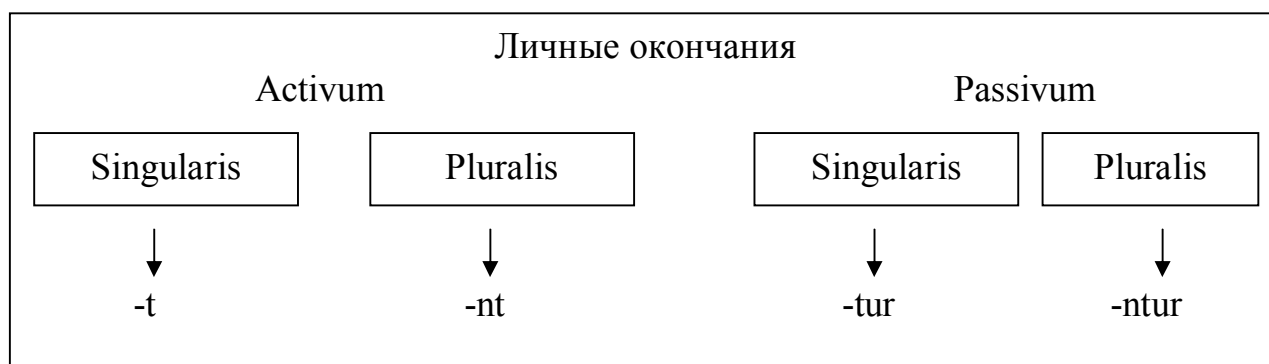 Личные окончания
Activum Passivum
Singularis Pluralis Singularis Pluralis
-t -nt -tur -ntur